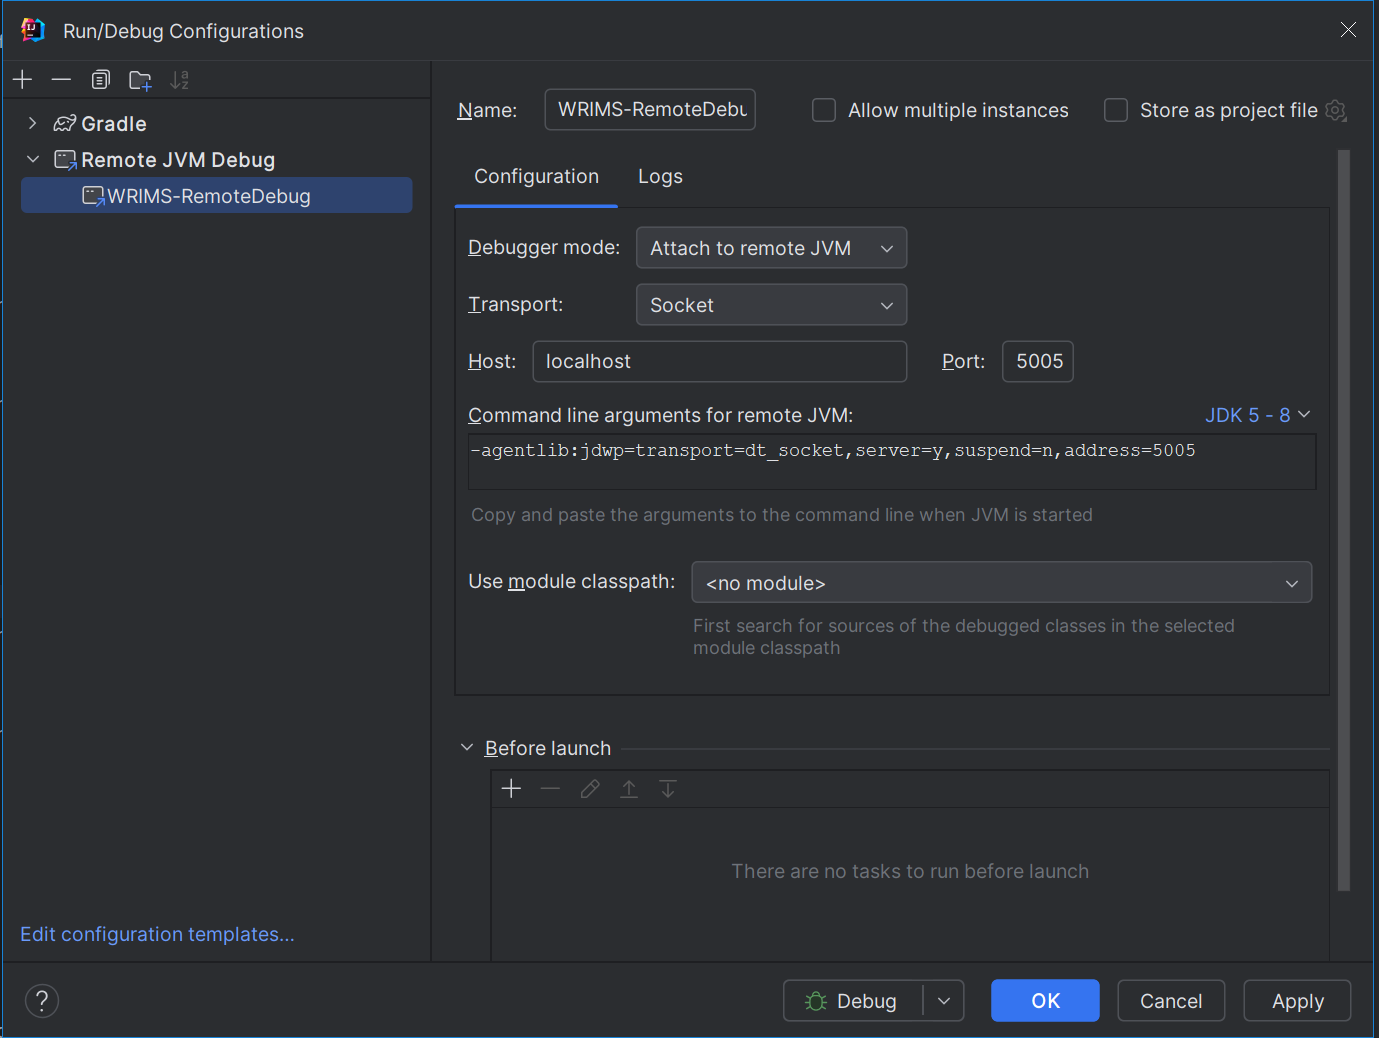 Run/Debug Configurations
Gradle
Remote JVM Debug
WRIMS-RemoteDebug
Edit configuration templates...
Name:
WRIMS-RemoteDebu
Allow multiple instances
Store as project file
Configuration
Logs
Debugger mode:
Attach to remote JVM
Transport:
Socket
Host:
localhost
Port:
5005
Command line arguments for remote JVM:
JDK 5 - 8
-agentlib:jdwp=transport=dt_socket,server=y,suspend=n,address=5005
Copy and paste the arguments to the command line when JVM is started
Use module classpath:
<no module>
First search for sources of the debugged classes in the selected
module classpath
Before launch
There are no tasks to run before launch
?
Debug
OK
Cancel
Apply